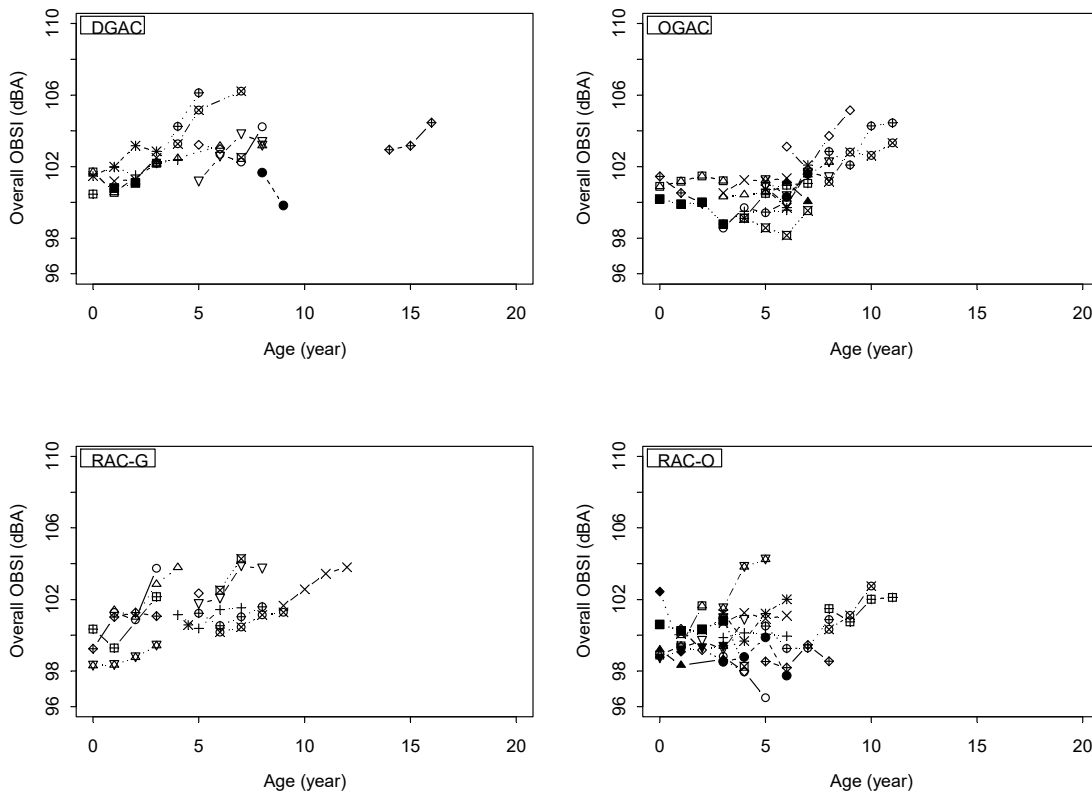 DGAC
Overall OBSI (dBA)
110
106
102
98
96
0 5 10 15 20
Age (year)
OGAC
Overall OBSI (dBA)
110
106
102
98
96
0 5 10 15 20
Age (year)
RAC-G
Overall OBSI (dBA)
110
106
102
98
96
0 5 10 15 20
Age (year)
RAC-O
Overall OBSI (dBA)
110
106
102
98
96
0 5 10 15 20
Age (year)